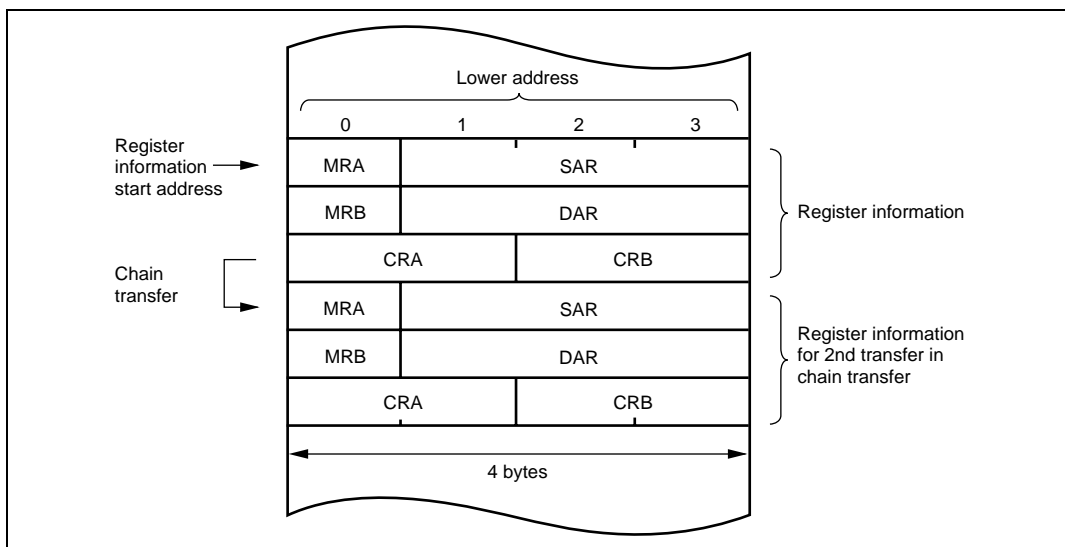 Lower address
0 1 2 3
Register
information
start address
MRA SAR
MRB DAR
Register information
CRA CRB
Chain
transfer
MRA SAR
MRB DAR
Register information
for 2nd transfer in
chain transfer
CRA CRB
4 bytes